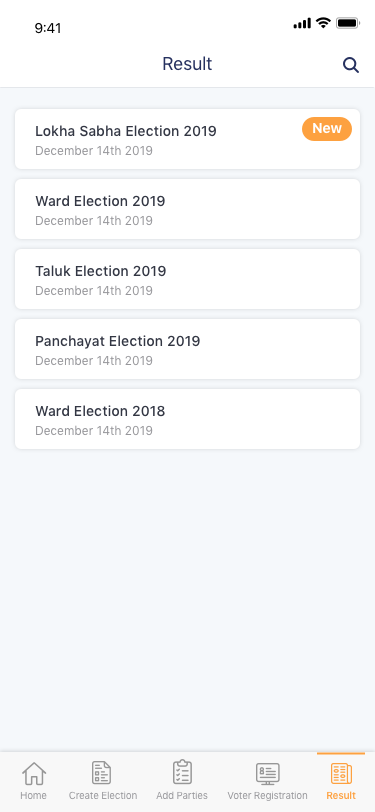 9:41
Result
Lokha Sabha Election 2019
New
December 14th 2019
Ward Election 2019
December 14th 2019
Taluk Election 2019
December 14th 2019
Panchayat Election 2019
December 14th 2019
Ward Election 2018
December 14th 2019
Home
Create Election
Add Parties
Voter Registration
Result